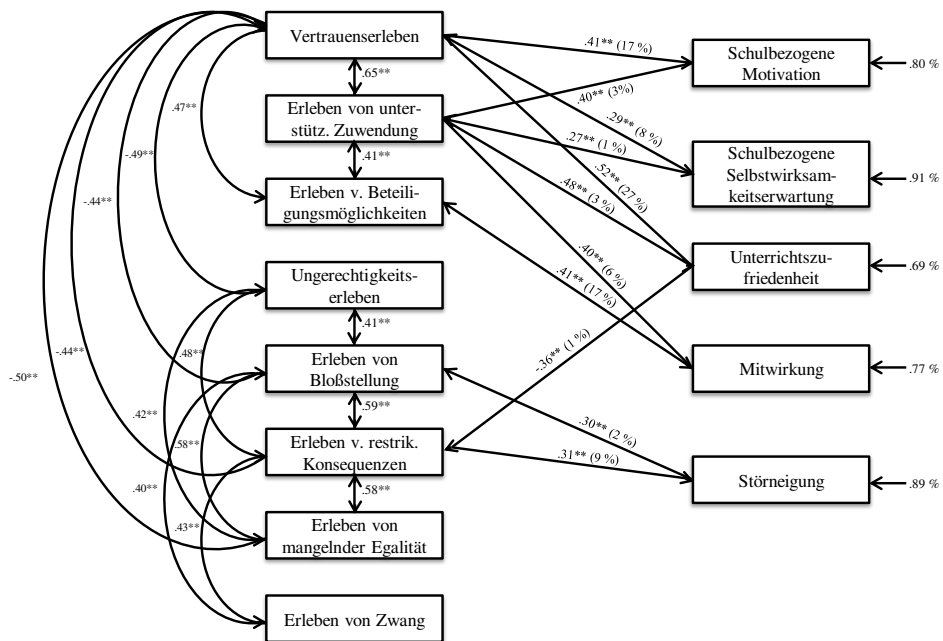 Vertrauenserleben
.65**
Erleben von unter-
stütz. Zuwendung
.41**
Erleben v. Beteili-
gungsmöglichkeiten
Ungerechtigkeits-
erleben
.41**
Erleben von
Bloßstellung
.59**
Erleben v. restrik.
Konsequenzen
.58**
Erleben von
mangelnder Egalität
Erleben von Zwang
.47**
-.49**
-.44**
-.44**
-.50**
.48**
.42**
.58**
.40**
.43**
.41** (17 %)
.40** (3%)
.29** (8 %)
.27** (1 %)
.52** (27 %)
.48** (3 %)
.40** (6 %)
.41** (17 %)
-.36** (1 %)
.30** (2 %)
.31** (9 %)
Schulbezogene
Motivation
.80 %
Schulbezogene
Selbstwirksam-
keitserwartung
.91 %
Unterrichtszu-
friedenheit
.69 %
Mitwirkung
.77 %
Störneigung
.89 %